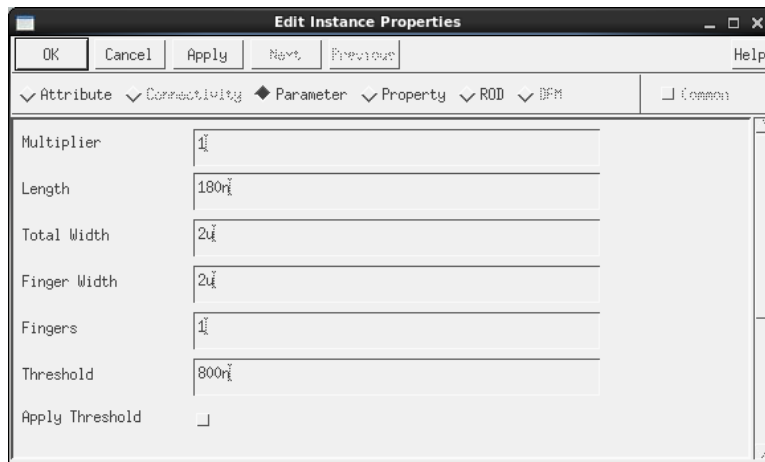 Edit Instance Properties
OK Cancel Apply Next Previous Help
Attribute Connectivity Parameter Property ROD DFM Common
Multiplier 1
Length 180n
Total Width 2u
Finger Width 2u
Fingers 1
Threshold 800n
Apply Threshold